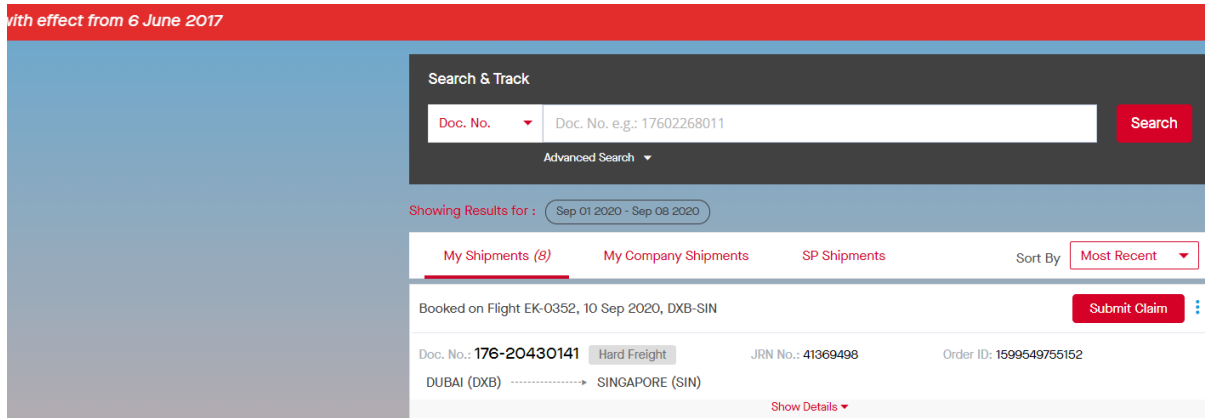 with effect from 6 June 2017
Search & Track
Doc. No. Doc. No. e.g.: 17602268011 Search
Advanced Search
Showing Results for : Sep 01 2020 - Sep 08 2020
My Shipments (8) My Company Shipments SP Shipments Sort By Most Recent
Booked on Flight EK-0352, 10 Sep 2020, DXB-SIN Submit Claim
Doc. No.: 176-20430141 Hard Freight JRN No.: 41369498 Order ID: 1599549755152
DUBAI (DXB) SINGAPORE (SIN)
Show Details